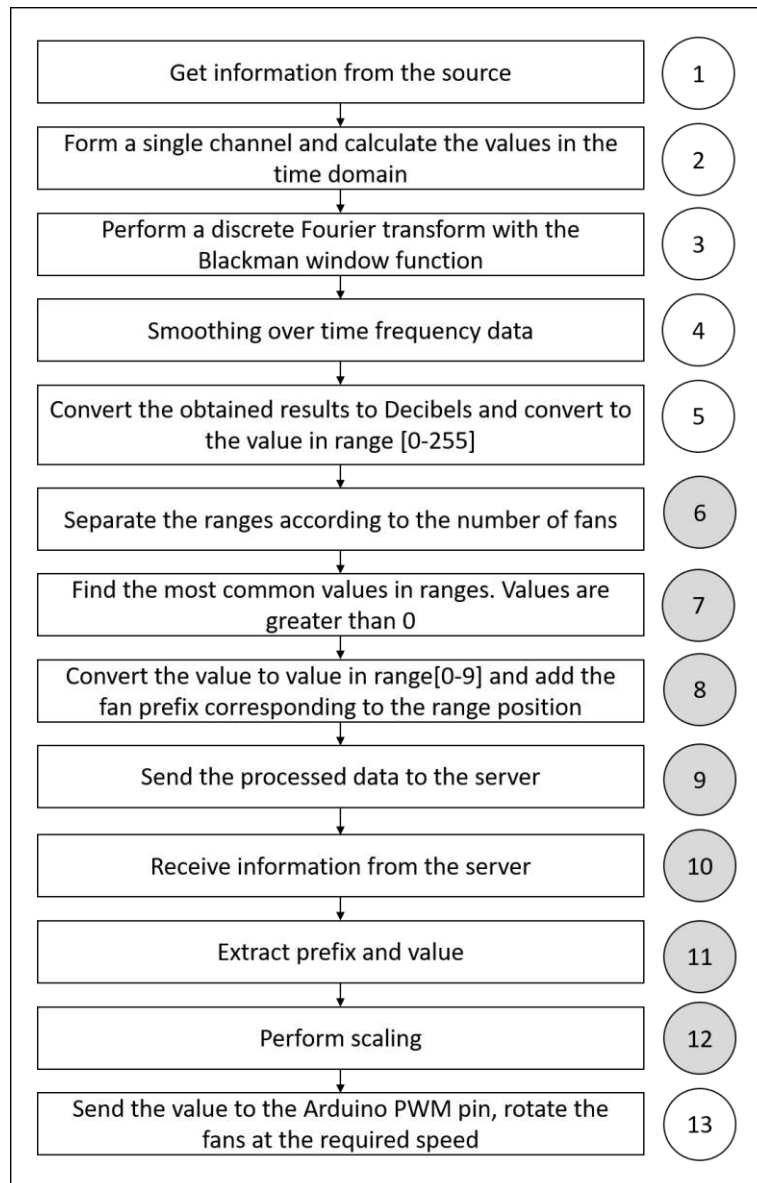 Get information from the source
1
Form a single channel and calculate the values in the
time domain
2
Perform a discrete Fourier transform with the
Blackman window function
3
Smoothing over time frequency data
4
Convert the obtained results to Decibels and convert to
the value in range [0-255]
5
Separate the ranges according to the number of fans
6
Find the most common values in ranges. Values are
greater than 0
7
Convert the value to value in range[0-9] and add the
fan prefix corresponding to the range position
8
Send the processed data to the server
9
Receive information from the server
10
Extract prefix and value
11
Perform scaling
12
Send the value to the Arduino PWM pin, rotate the
fans at the required speed
13